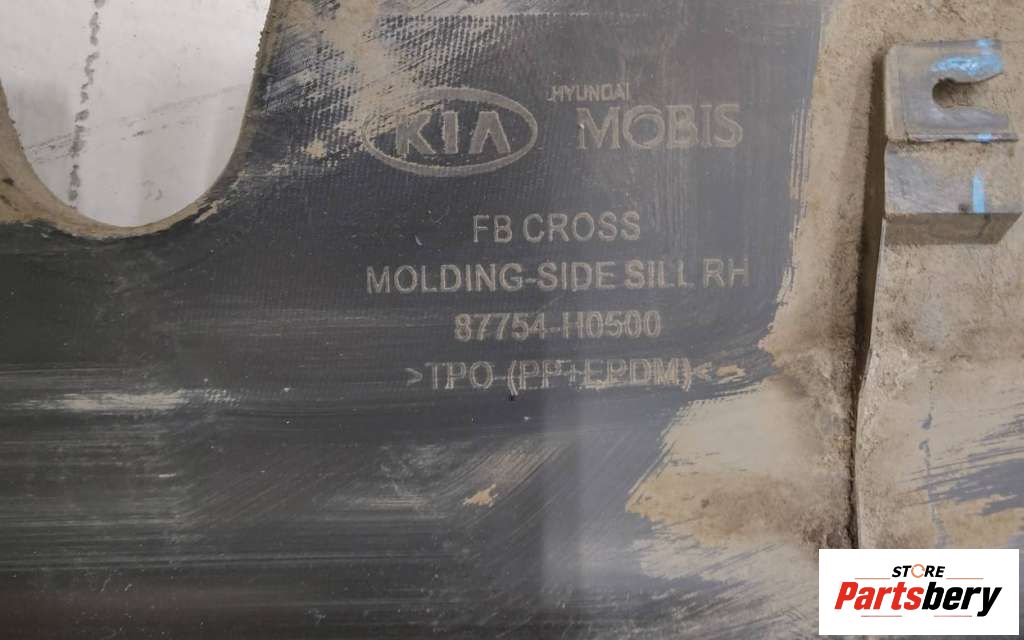 KIA
HYUNDAI
MOBIS
FB CROSS
MOLDING-SIDE SILL RH
87754-H0500
>TPO (PP+EPDM)<
STORE
Partsbery